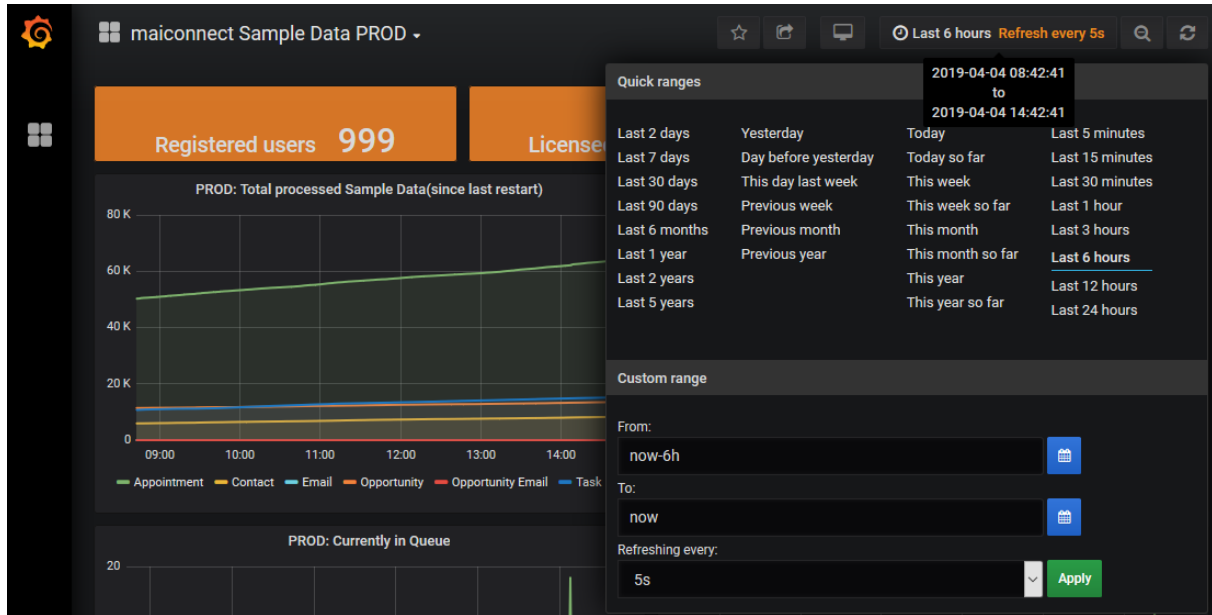 maiconnect Sample Data PROD
Last 6 hours Refresh every 5s
2019-04-04 08:42:41
to
2019-04-04 14:42:41
Registered users 999
License
PROD: Total processed Sample Data(since last restart)
80 K
60 K
40 K
20 K
0
09:00 10:00 11:00 12:00 13:00 14:00
Appointment Contact Email Opportunity Opportunity Email Task
PROD: Currently in Queue
20
Quick ranges
Last 2 days Yesterday Today Last 5 minutes
Last 7 days Day before yesterday Today so far Last 15 minutes
Last 30 days This day last week This week Last 30 minutes
Last 90 days Previous week This week so far Last 1 hour
Last 6 months Previous month This month Last 3 hours
Last 1 year Previous year This month so far Last 6 hours
Last 2 years This year Last 12 hours
Last 5 years This year so far Last 24 hours
Custom range
From:
now-6h
To:
now
Refreshing every:
5s
Apply